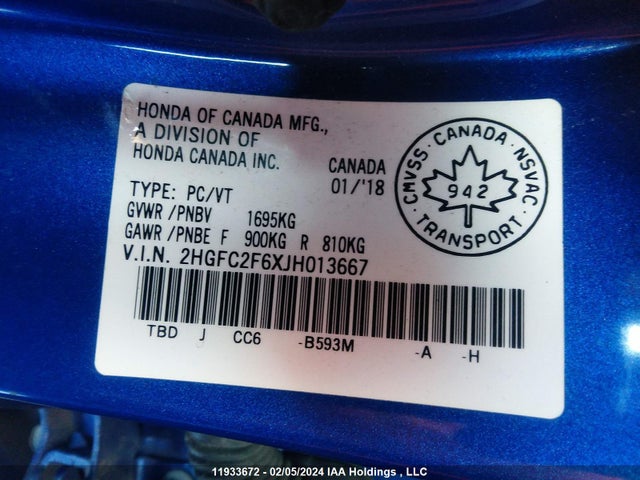 HONDA OF CANADA MFG.,
A DIVISION OF
HONDA CANADA INC. CANADA
01/'18
TYPE: PC/VT
GVWR /PNBV 1695KG
GAWR /PNBE F 900KG R 810KG
V.I.N. 2HGFC2F6XJH013667
TBD J CC6 -B593M -A -H
CMVSS · CANADA · NSVAC
942
TRANSPORT
11933672 - 02/05/2024 IAA Holdings , LLC